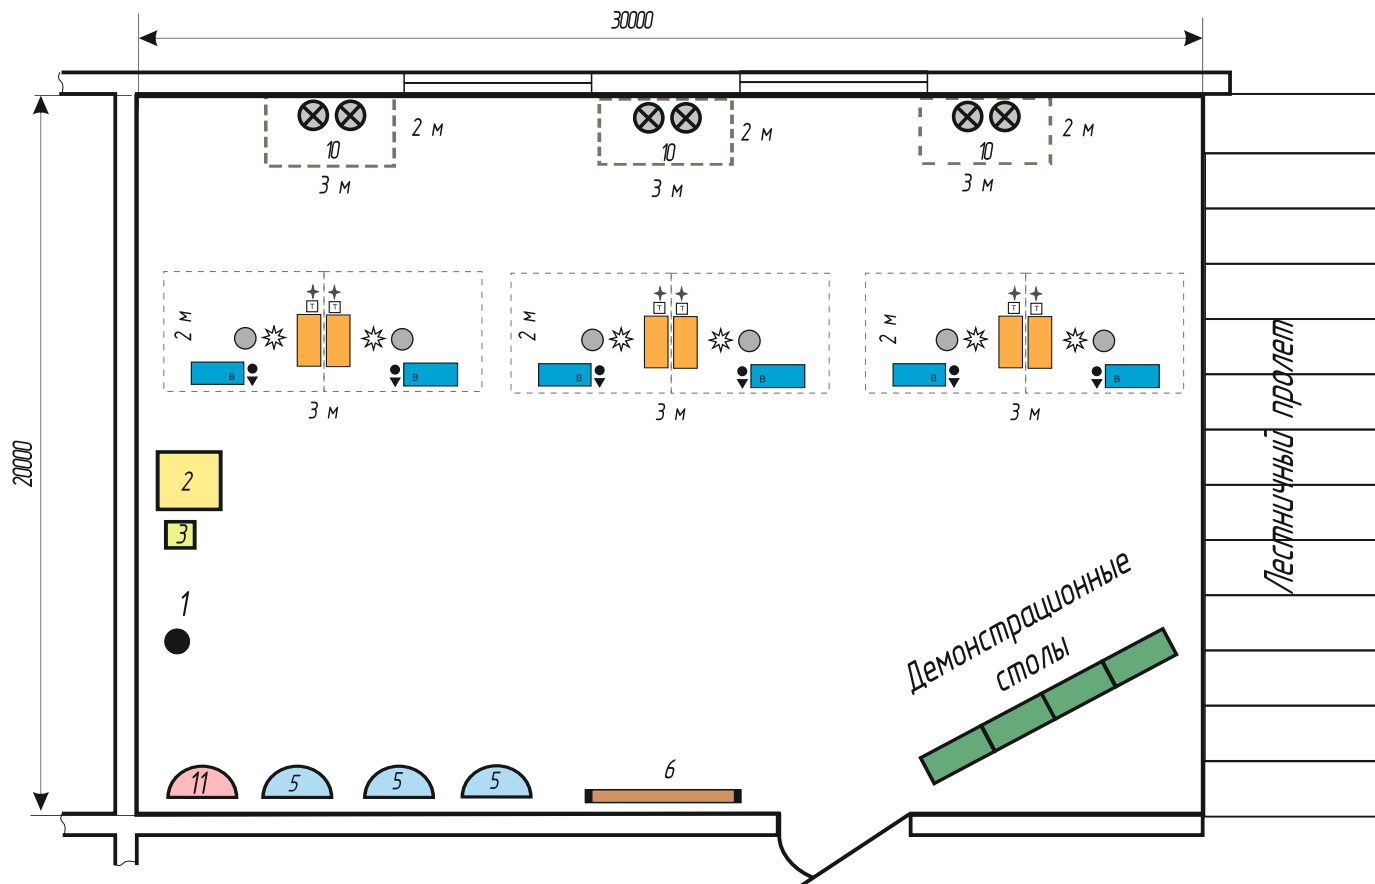 30000
2 м
2 м
2 м
10
10
10
3 м
3 м
3 м
Т Т
Т Т
Т Т
2 м
2 м
2 м
В
В
В
В
В
В
3 м
3 м
3 м
20000
2
3
1
Лестничный пролет
Демонстрационные
столы
11
5
5
5
6